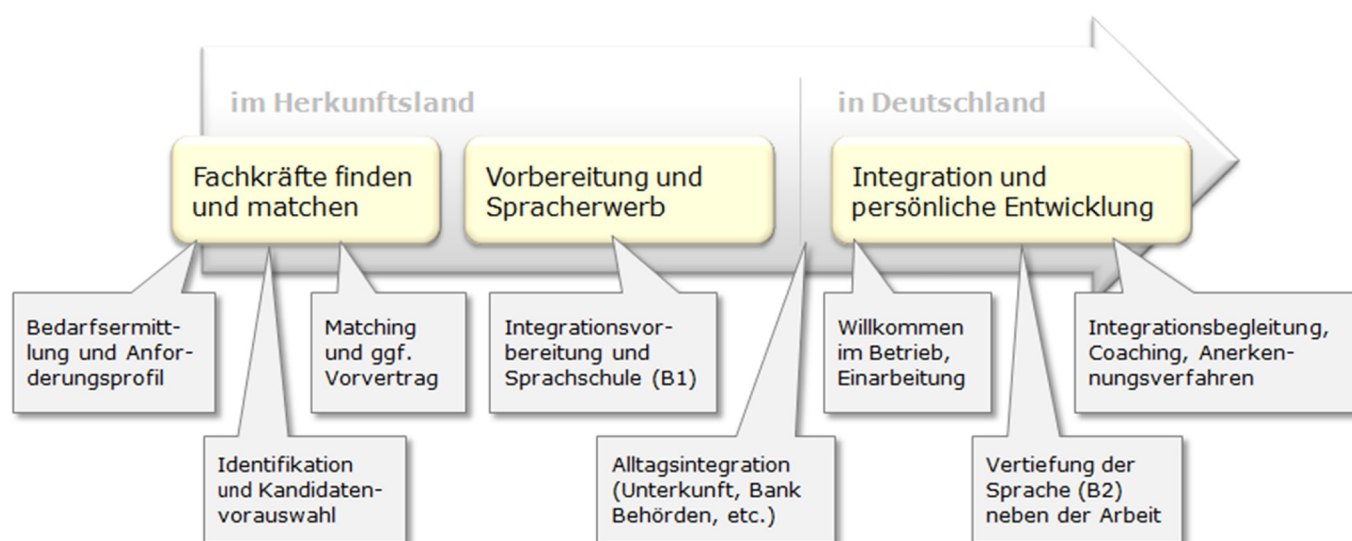 im Herkunftsland
in Deutschland
Fachkräfte finden
und matchen
Vorbereitung und
Spracherwerb
Integration und
persönliche Entwicklung
Bedarfsermitt-
lung und Anfor-
derungsprofil
Matching
und ggf.
Vorvertrag
Integrationsvor-
bereitung und
Sprachschule (B1)
Willkommen
im Betrieb,
Einarbeitung
Integrationsbegleitung,
Coaching, Anerken-
nungsverfahren
Identifikation
und Kandidaten-
vorauswahl
Alltagsintegration
(Unterkunft, Bank
Behörden, etc.)
Vertiefung der
Sprache (B2)
neben der Arbeit